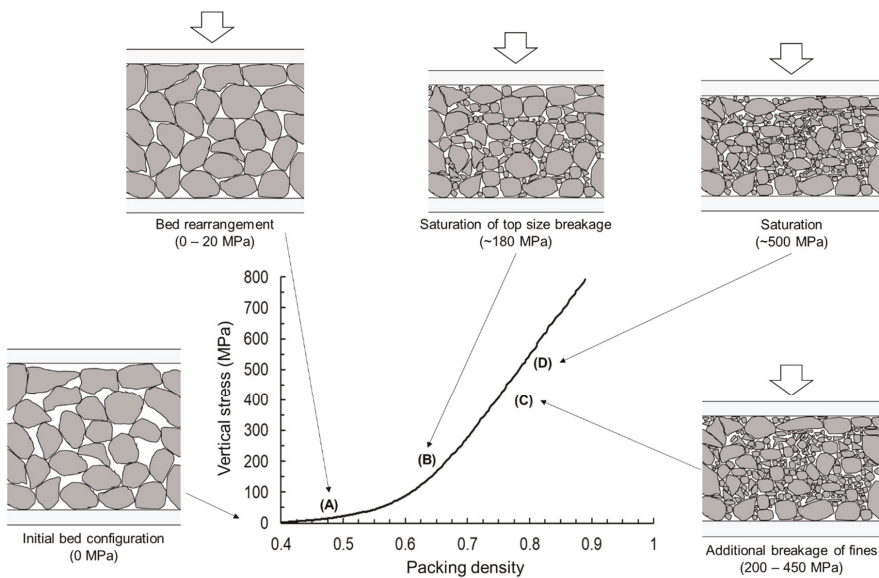 Bed rearrangement
(0 – 20 MPa)
Saturation of top size breakage
(~180 MPa)
Saturation
(~500 MPa)
Initial bed configuration
(0 MPa)
Vertical stress (MPa)
800
700
600
500
400
300
200
100
0
(A)
(B)
(C)
(D)
0.4 0.5 0.6 0.7 0.8 0.9 1
Packing density
Additional breakage of fines
(200 – 450 MPa)